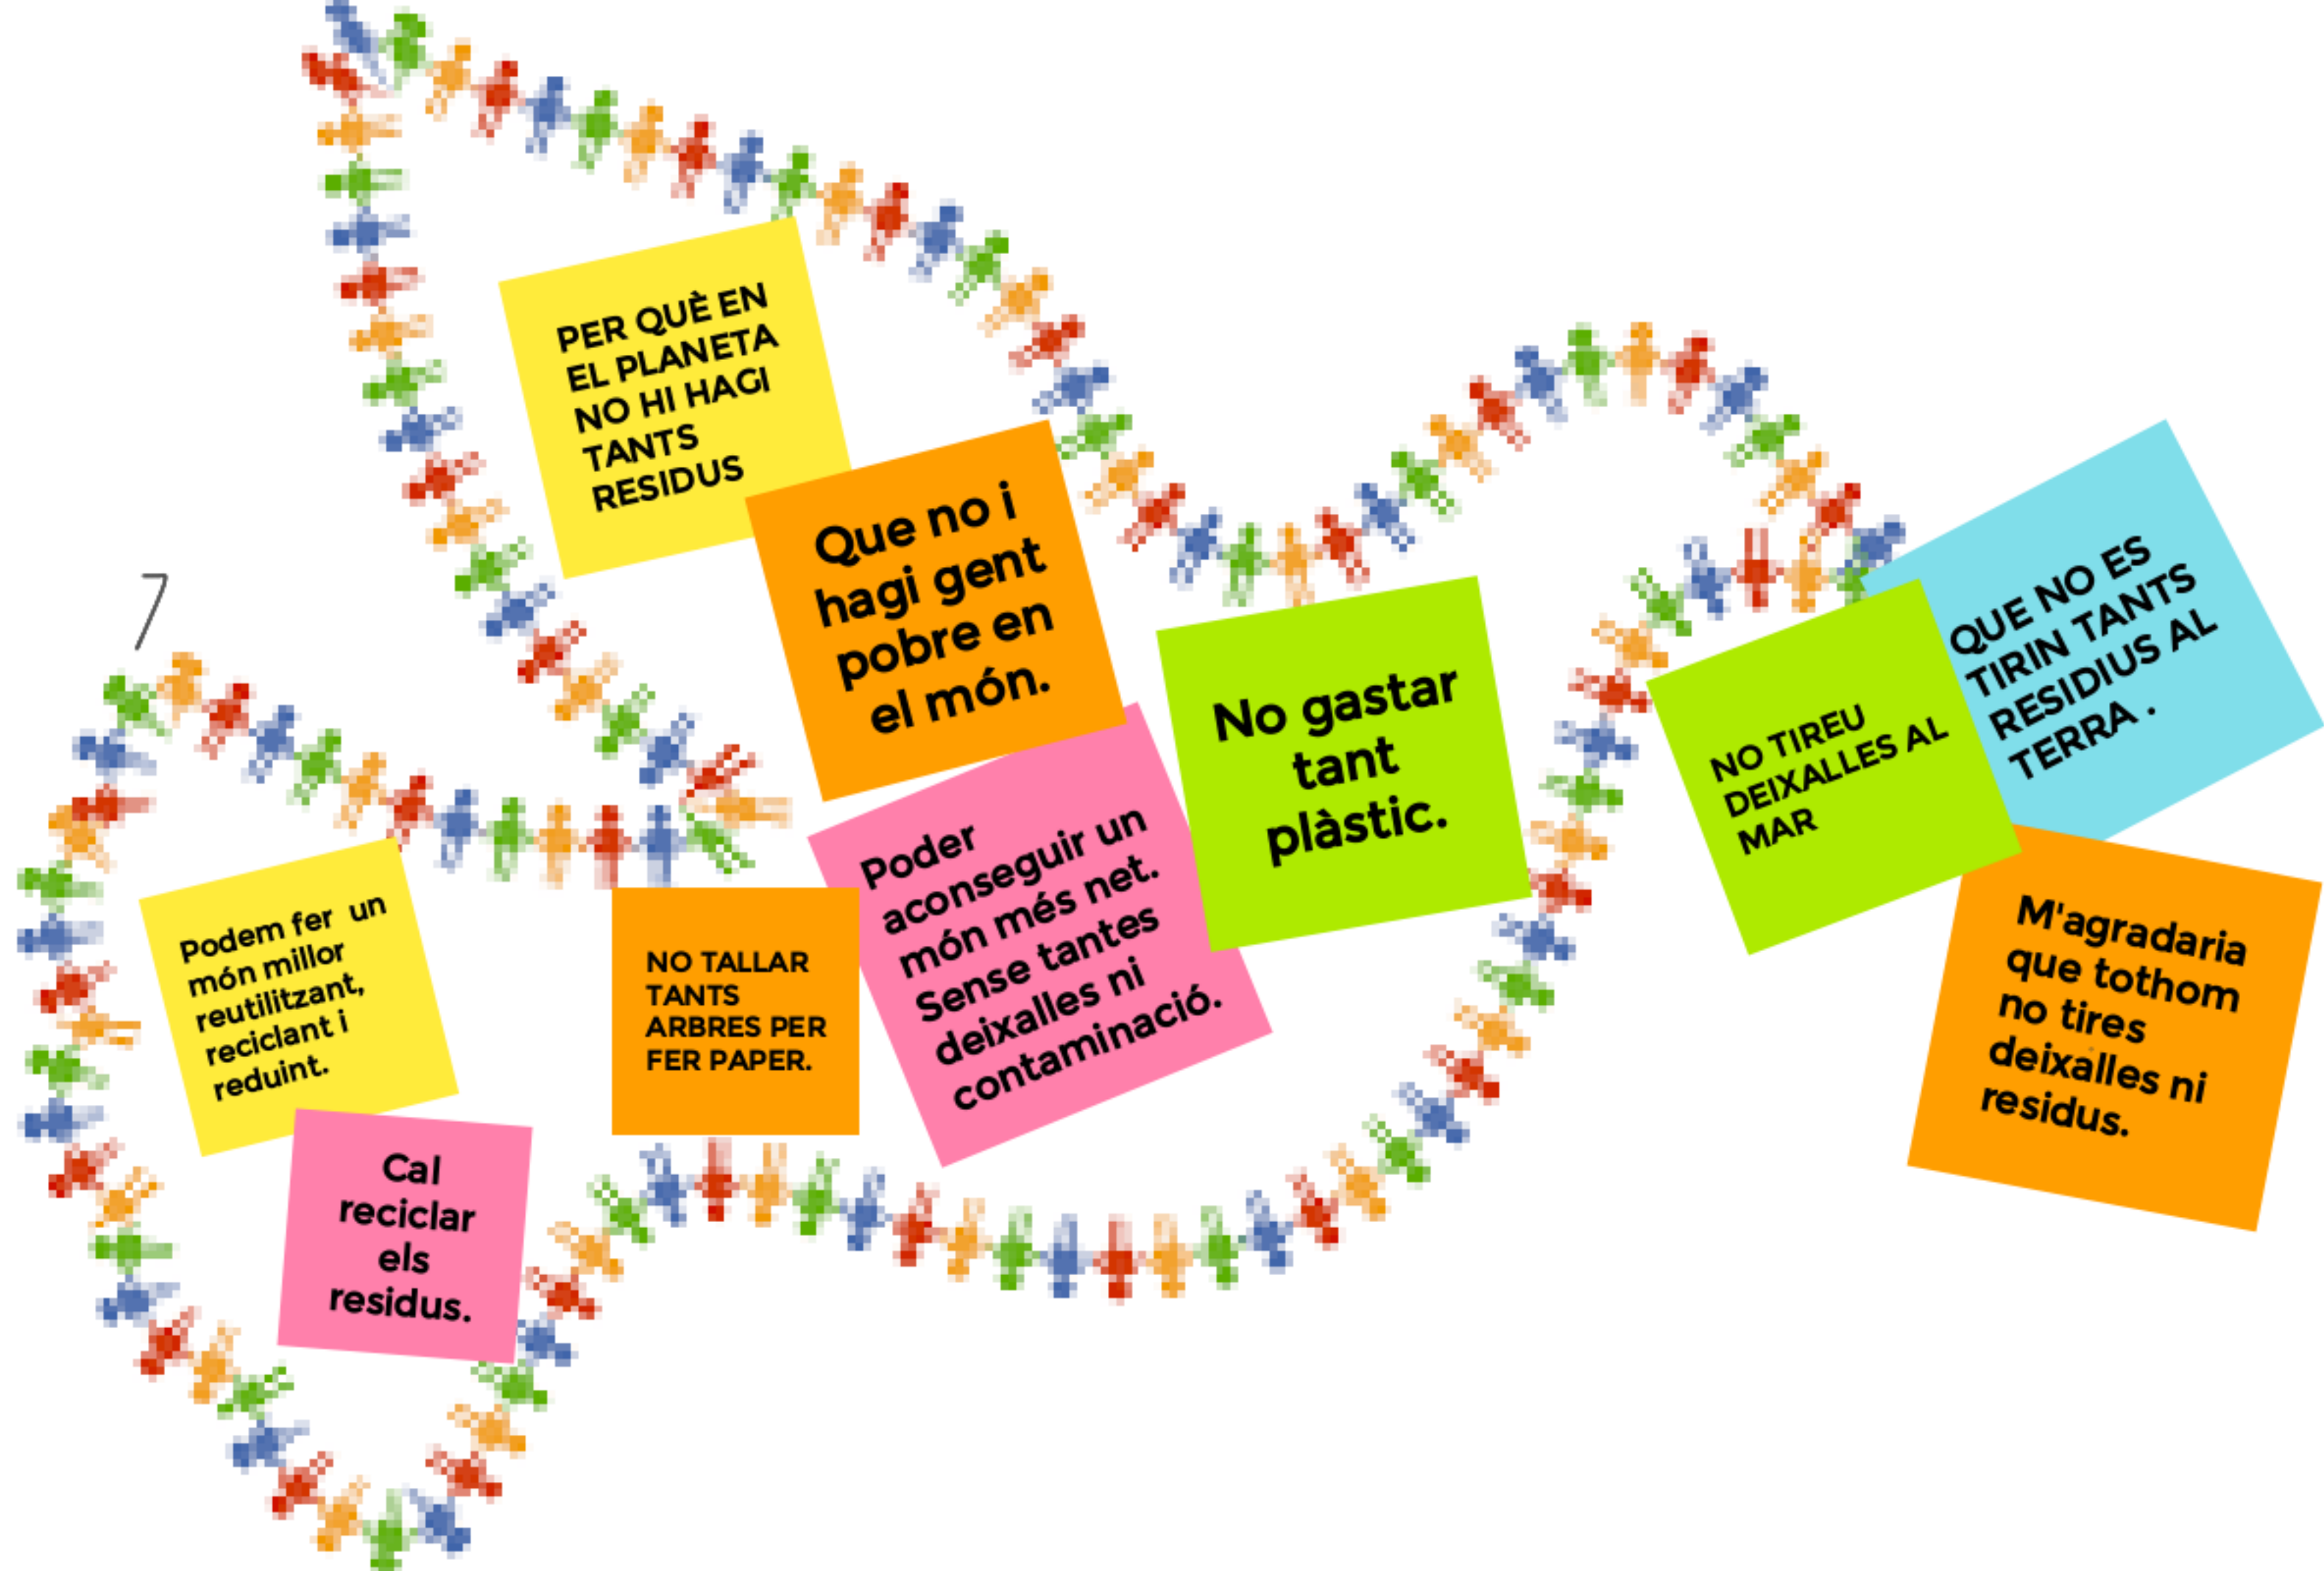 PER QUÈ EN
EL PLANETA
NO HI HAGI
TANTS
RESIDUS
Que no i
hagi gent
pobre en
el món.
QUE NO ES
TIRIN TANTS
RESIDIUS AL
TERRA .
7
No gastar
tant
plàstic.
NO TIREU
DEIXALLES AL
MAR
Poder
aconseguir un
món més net.
Sense tantes
deixalles ni
contaminació.
M'agradaria
que tothom
no tires
deixalles ni
residus.
Podem fer un
món millor
reutilitzant,
reciclant i
reduint.
NO TALLAR
TANTS
ARBRES PER
FER PAPER.
Cal
reciclar
els
residus.